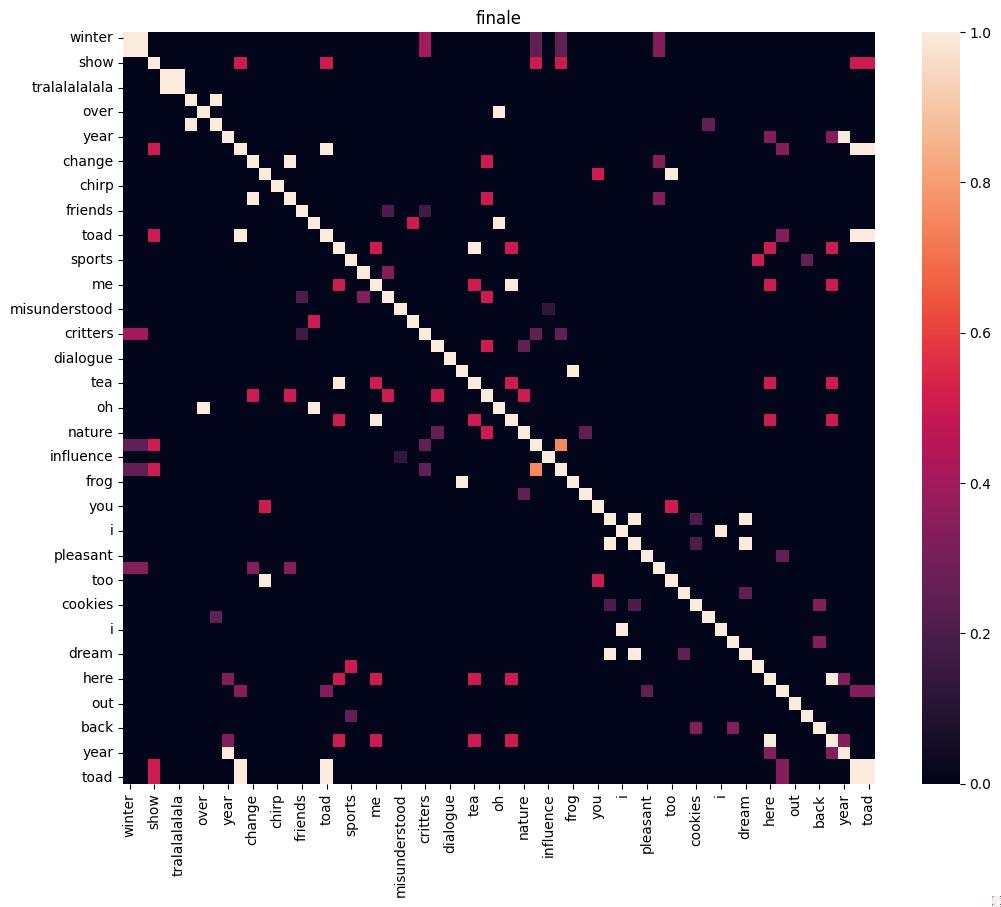 finale
winter
show
tralalalalala
over
year
change
chirp
friends
toad
sports
me
misunderstood
critters
dialogue
tea
oh
nature
influence
frog
you
i
pleasant
too
cookies
i
dream
here
out
back
year
toad
winter
show
tralalalalala
over
year
change
chirp
friends
toad
sports
me
misunderstood
critters
dialogue
tea
oh
nature
influence
frog
you
i
pleasant
too
cookies
i
dream
here
out
back
year
toad
1.0
0.8
0.6
0.4
0.2
0.0